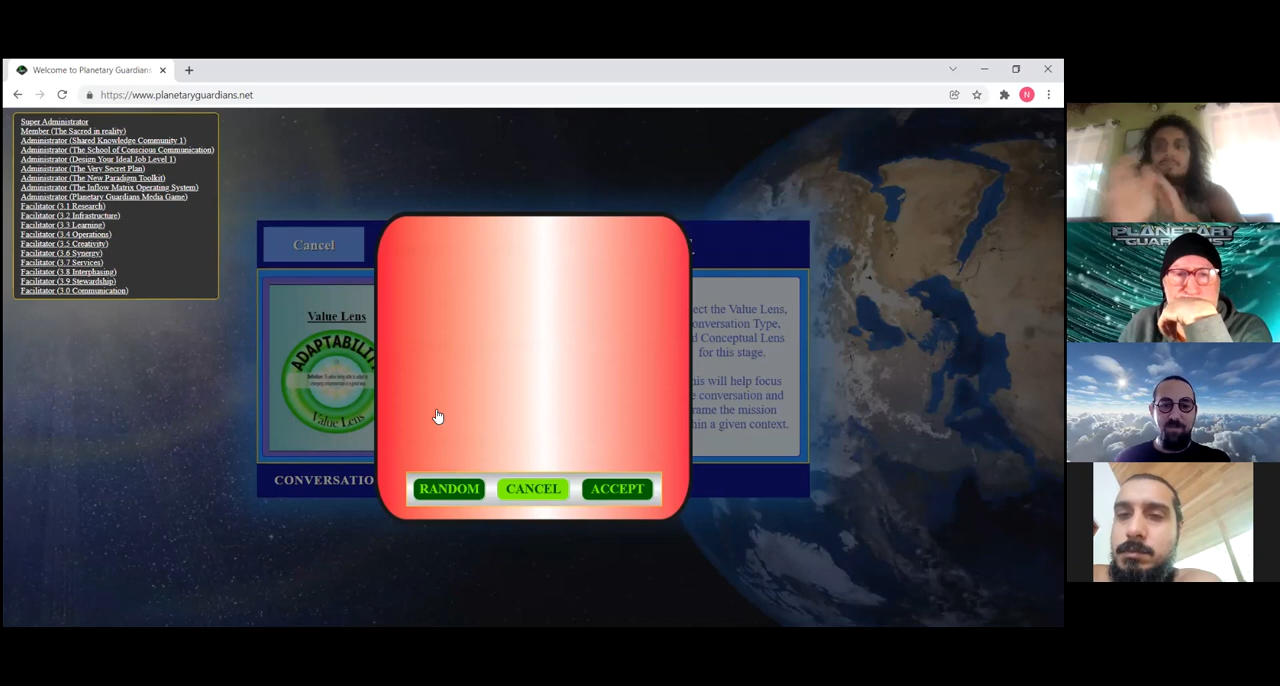 Welcome to Planetary Guardians
https://www.planetaryguardians.net
N
Super Administrator
Member (The Sacred in reality)
Administrator (Shared Knowledge Community 1)
Administrator (The School of Conscious Communication)
Administrator (Design Your Ideal Job Level 1)
Administrator (The Very Secret Plan)
Administrator (The New Paradigm Toolkit)
Administrator (The Inflow Matrix Operating System)
Administrator (Planetary Guardians Media Game)
Facilitator (3.1 Research)
Facilitator (3.2 Infrastructure)
Facilitator (3.3 Learning)
Facilitator (3.4 Operations)
Facilitator (3.5 Creativity)
Facilitator (3.6 Synergy)
Facilitator (3.7 Services)
Facilitator (3.8 Interphasing)
Facilitator (3.9 Stewardship)
Facilitator (3.0 Communication)
Cancel
Value Lens
ADAPTABILI
Value Lens
CONVERSATIO
ect the Value Lens,
onversation Type,
d Conceptual Lens
for this stage.
his will help focus
e conversation and
rame the mission
hin a given context.
RANDOM
CANCEL
ACCEPT
PLANETARY
GUARDIANS